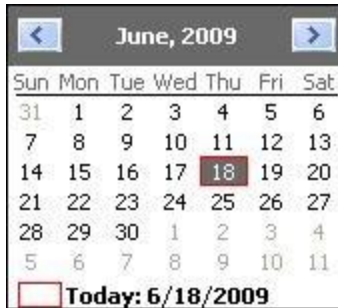 June, 2009
Sun Mon Tue Wed Thu Fri Sat
31 1 2 3 4 5 6
7 8 9 10 11 12 13
14 15 16 17 18 19 20
21 22 23 24 25 26 27
28 29 30 1 2 3 4
5 6 7 8 9 10 11
Today: 6/18/2009